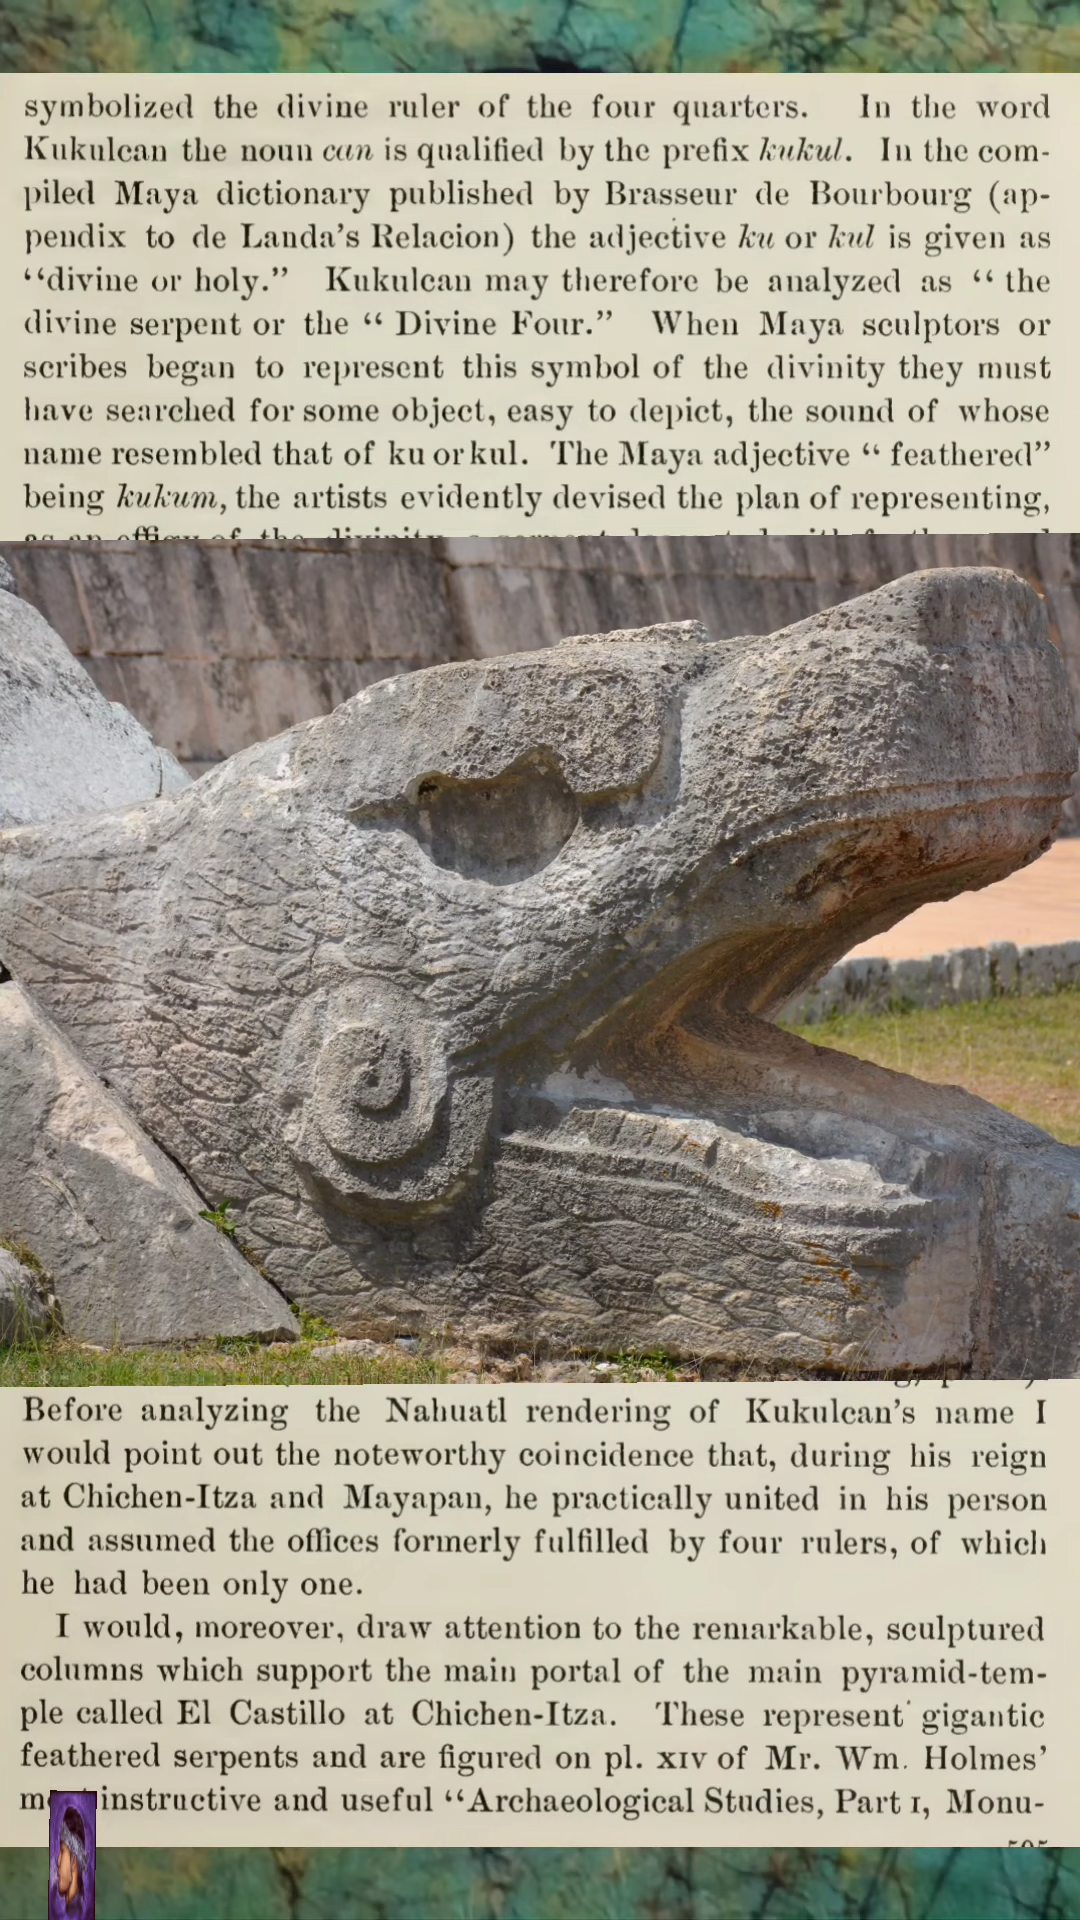 symbolized the divine ruler of the four quarters. In the word
Kukulcan the noun can is qualified by the prefix kukul. In the com-
piled Maya dictionary published by Brasseur de Bourbourg (ap-
pendix to de Landa's Relacion) the adjective ku or kul is given as
“divine or holy.” Kukulcan may therefore be analyzed as “ the
divine serpent or the “ Divine Four.” When Maya sculptors or
scribes began to represent this symbol of the divinity they must
have searched for some object, easy to depict, the sound of whose
name resembled that of ku or kul. The Maya adjective “ feathered”
being kukum, the artists evidently devised the plan of representing,
as an effigy of the divinity, a serpent
Before analyzing the Nahuatl rendering of Kukulcan's name I
would point out the noteworthy coincidence that, during his reign
at Chichen-Itza and Mayapan, he practically united in his person
and assumed the offices formerly fulfilled by four rulers, of which
he had been only one.
I would, moreover, draw attention to the remarkable, sculptured
columns which support the main portal of the main pyramid-tem-
ple called El Castillo at Chichen-Itza. These represent gigantic
feathered serpents and are figured on pl. XIV of Mr. Wm. Holmes'
instructive and useful “Archaeological Studies, Part I, Monu-